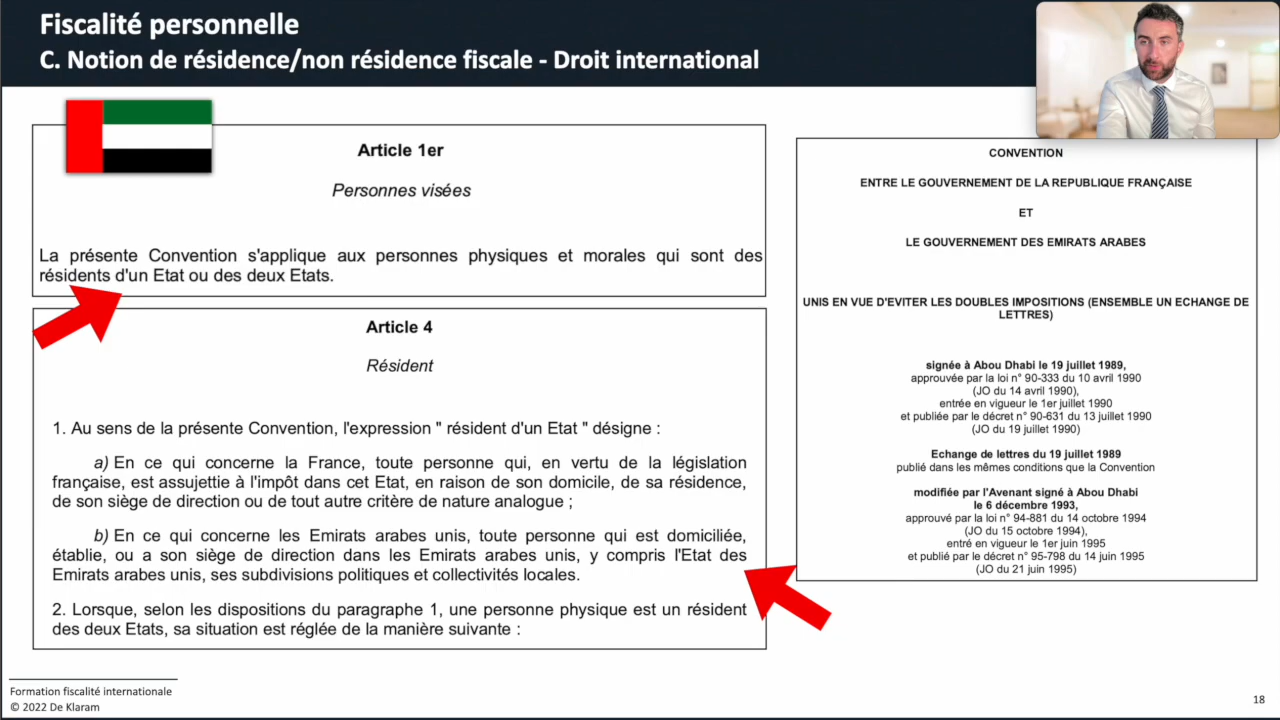 Fiscalité personnelle
C. Notion de résidence/non résidence fiscale - Droit international
Article 1er
Personnes visées
La présente Convention s'applique aux personnes physiques et morales qui sont des
résidents d'un Etat ou des deux Etats.
Article 4
Résident
1. Au sens de la présente Convention, l'expression " résident d'un Etat " désigne :
a) En ce qui concerne la France, toute personne qui, en vertu de la législation
française, est assujettie à l'impôt dans cet Etat, en raison de son domicile, de sa résidence,
de son siège de direction ou de tout autre critère de nature analogue ;
b) En ce qui concerne les Emirats arabes unis, toute personne qui est domiciliée,
établie, ou a son siège de direction dans les Emirats arabes unis, y compris l'Etat des
Emirats arabes unis, ses subdivisions politiques et collectivités locales.
2. Lorsque, selon les dispositions du paragraphe 1, une personne physique est un résident
des deux Etats, sa situation est réglée de la manière suivante :
CONVENTION
ENTRE LE GOUVERNEMENT DE LA REPUBLIQUE FRANÇAISE
ET
LE GOUVERNEMENT DES EMIRATS ARABES
UNIS EN VUE D'EVITER LES DOUBLES IMPOSITIONS (ENSEMBLE UN ECHANGE DE
LETTRES)
signée à Abou Dhabi le 19 juillet 1989,
approuvée par la loi n° 90-333 du 10 avril 1990
(JO du 14 avril 1990),
entrée en vigueur le 1er juillet 1990
et publiée par le décret n° 90-631 du 13 juillet 1990
(JO du 19 juillet 1990)
Echange de lettres du 19 juillet 1989
publié dans les mêmes conditions que la Convention
modifiée par l'Avenant signé à Abou Dhabi
le 6 décembre 1993,
approuvé par la loi n° 94-881 du 14 octobre 1994
(JO du 15 octobre 1994),
entré en vigueur le 1er juin 1995
et publié par le décret n° 95-798 du 14 juin 1995
(JO du 21 juin 1995)
Formation fiscalité internationale
© 2022 De Klaram
18